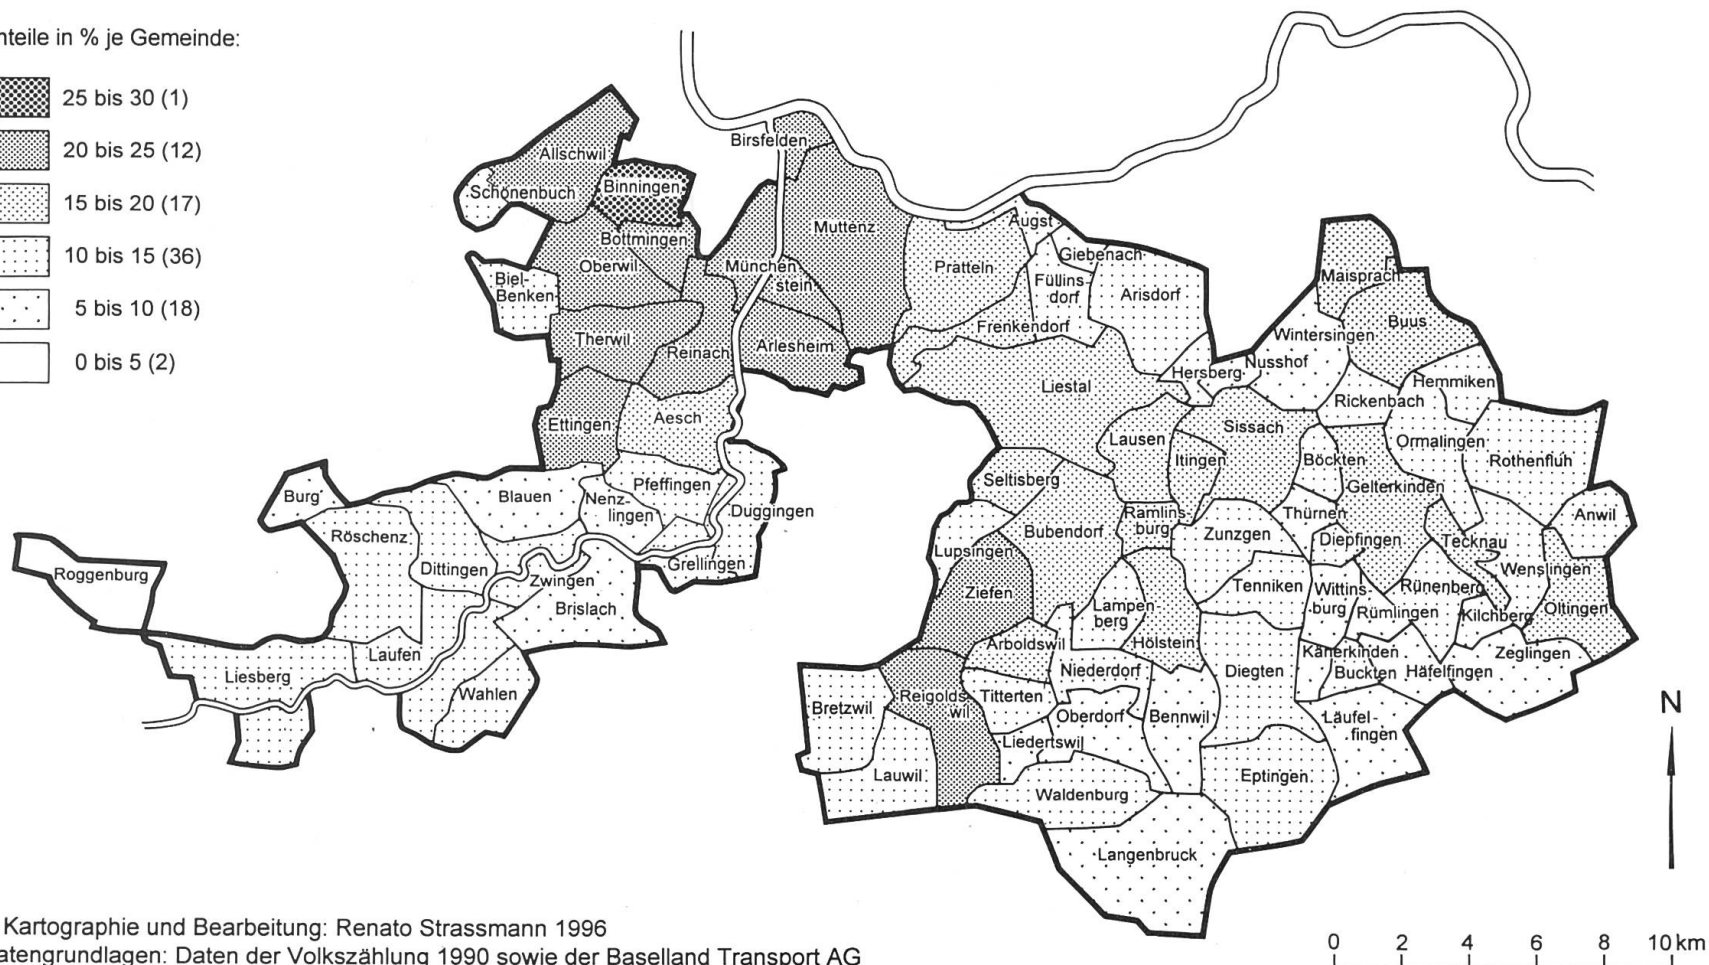 nteile in % je Gemeinde:
25 bis 30 (1)
20 bis 25 (12)
15 bis 20 (17)
10 bis 15 (36)
5 bis 10 (18)
0 bis 5 (2)
Birsfelden
Allschwil
Schönenbuch
Binningen
Muttenz
Bottmingen
Oberwil
München
stein
Biel-
Benken
Therwil
Reinach
Arlesheim
Ettingen
Aesch
Pfeffingen
Blauen
Nenz-
lingen
Duggingen
Burg
Röschenz
Dittingen
Zwingen
Grellingen
Brislach
Roggenburg
Laufen
Liesberg
Wahlen
Augst
Giebenach
Pratteln
Füllins
dorf
Arisdorf
Frenkendorf
Maisprach
Buus
Wintersingen
Nusshof
Hersberg
Hemmiken
Liestal
Rickenbach
Sissach
Lausen
Itingen
Ormalingen
Rothenfluh
Böckten
Gelterkinden
Seltisberg
Bubendorf
Ramlins
burg
Zunzgen
Thürnen
Diepfingen
Tecknau
Anwil
Wenslingen
Lupsingen
Ziefen
Lampen
berg
Tenniken
Wittins
-burg
Rünenberg
Rümlingen
Kilchberg
Oltingen
Arboldswil
Hölstein
Känerkinden
Buckten
Häfelfingen
Zeglingen
Niederdorf
Diegten
Bretzwil
Reigolds
wil
Titterten
Oberdorf
Bennwil
Läufel-
fingen
Liedertswil
Lauwil
Waldenburg
Eptingen
Langenbruck
N
Kartographie und Bearbeitung: Renato Strassmann 1996
atengrundlagen: Daten der Volkszählung 1990 sowie der Baselland Transport AG
0 2 4 6 8 10 km